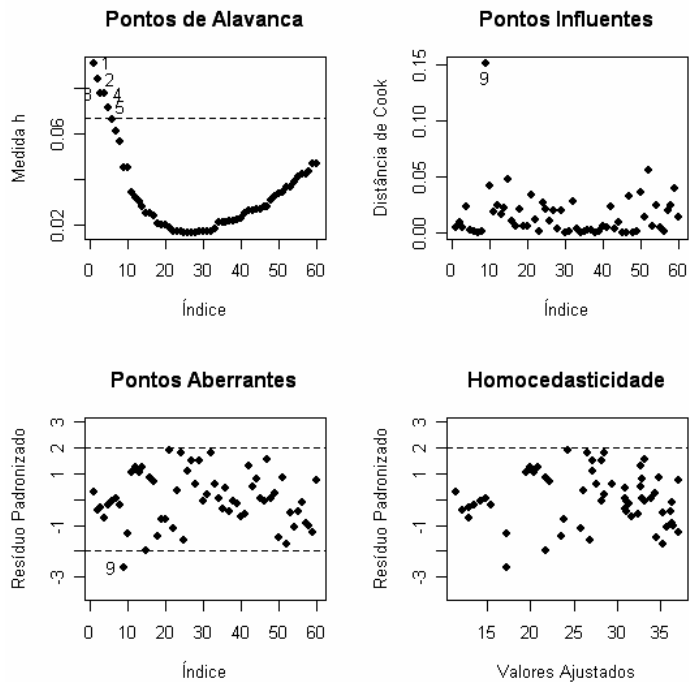 Pontos de Alavanca
Medida h
0.02
0.06
1
2
3
4
5
0 10 20 30 40 50 60
Índice
Pontos Influentes
Distância de Cook
0.00
0.05
0.10
0.15
9
0 10 20 30 40 50 60
Índice
Pontos Aberrantes
Resíduo Padronizado
-3
-1
1
2
3
9
0 10 20 30 40 50 60
Índice
Homocedasticidade
Resíduo Padronizado
-3
-1
1
2
3
15 20 25 30 35
Valores Ajustados